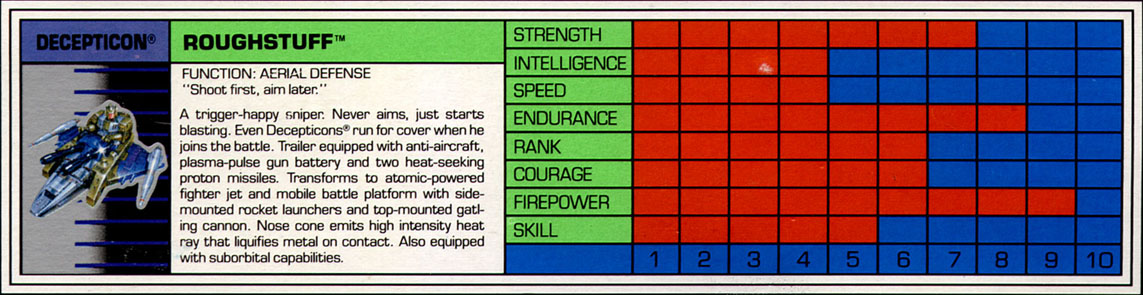 DECEPTICON®
ROUGHSTUFF™
FUNCTION: AERIAL DEFENSE
"Shoot first, aim later."
A trigger-happy sniper. Never aims, just starts
blasting. Even Decepticons® run for cover when he
joins the battle. Trailer equipped with anti-aircraft,
plasma-pulse gun battery and two heat-seeking
proton missiles. Transforms to atomic-powered
fighter jet and mobile battle platform with side-
mounted rocket launchers and top-mounted gatl-
ing cannon. Nose cone emits high intensity heat
ray that liquifies metal on contact. Also equipped
with suborbital capabilities.
STRENGTH
INTELLIGENCE
SPEED
ENDURANCE
RANK
COURAGE
FIREPOWER
SKILL
1 2 3 4 5 6 7 8 9 10